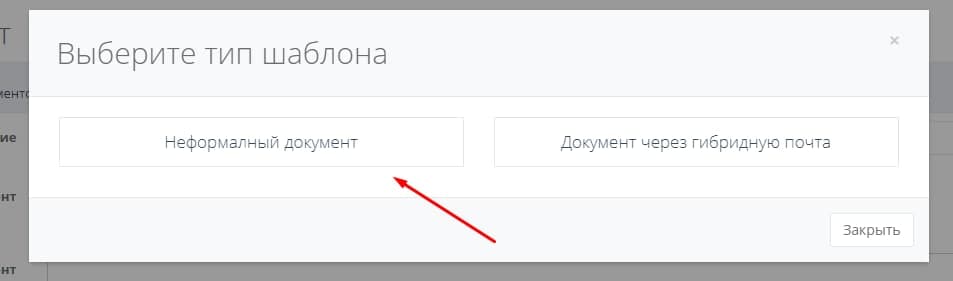 Т
Выберите тип шаблона
×
менто
ие
Неформалный документ
Документ через гибридную почта
нт
Закрыть
нт